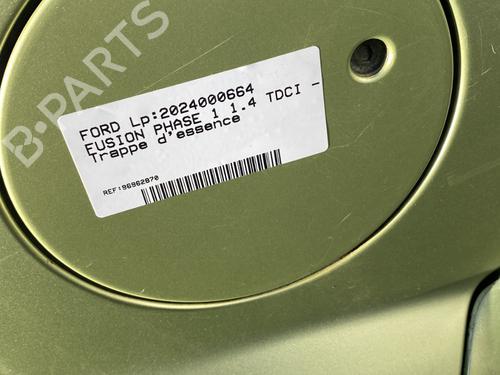 B-PARTS
FORD Lp:2024000664
FUSION PHASE 1 1.4 TDCI -
Trappe d'essence
REF:96962870